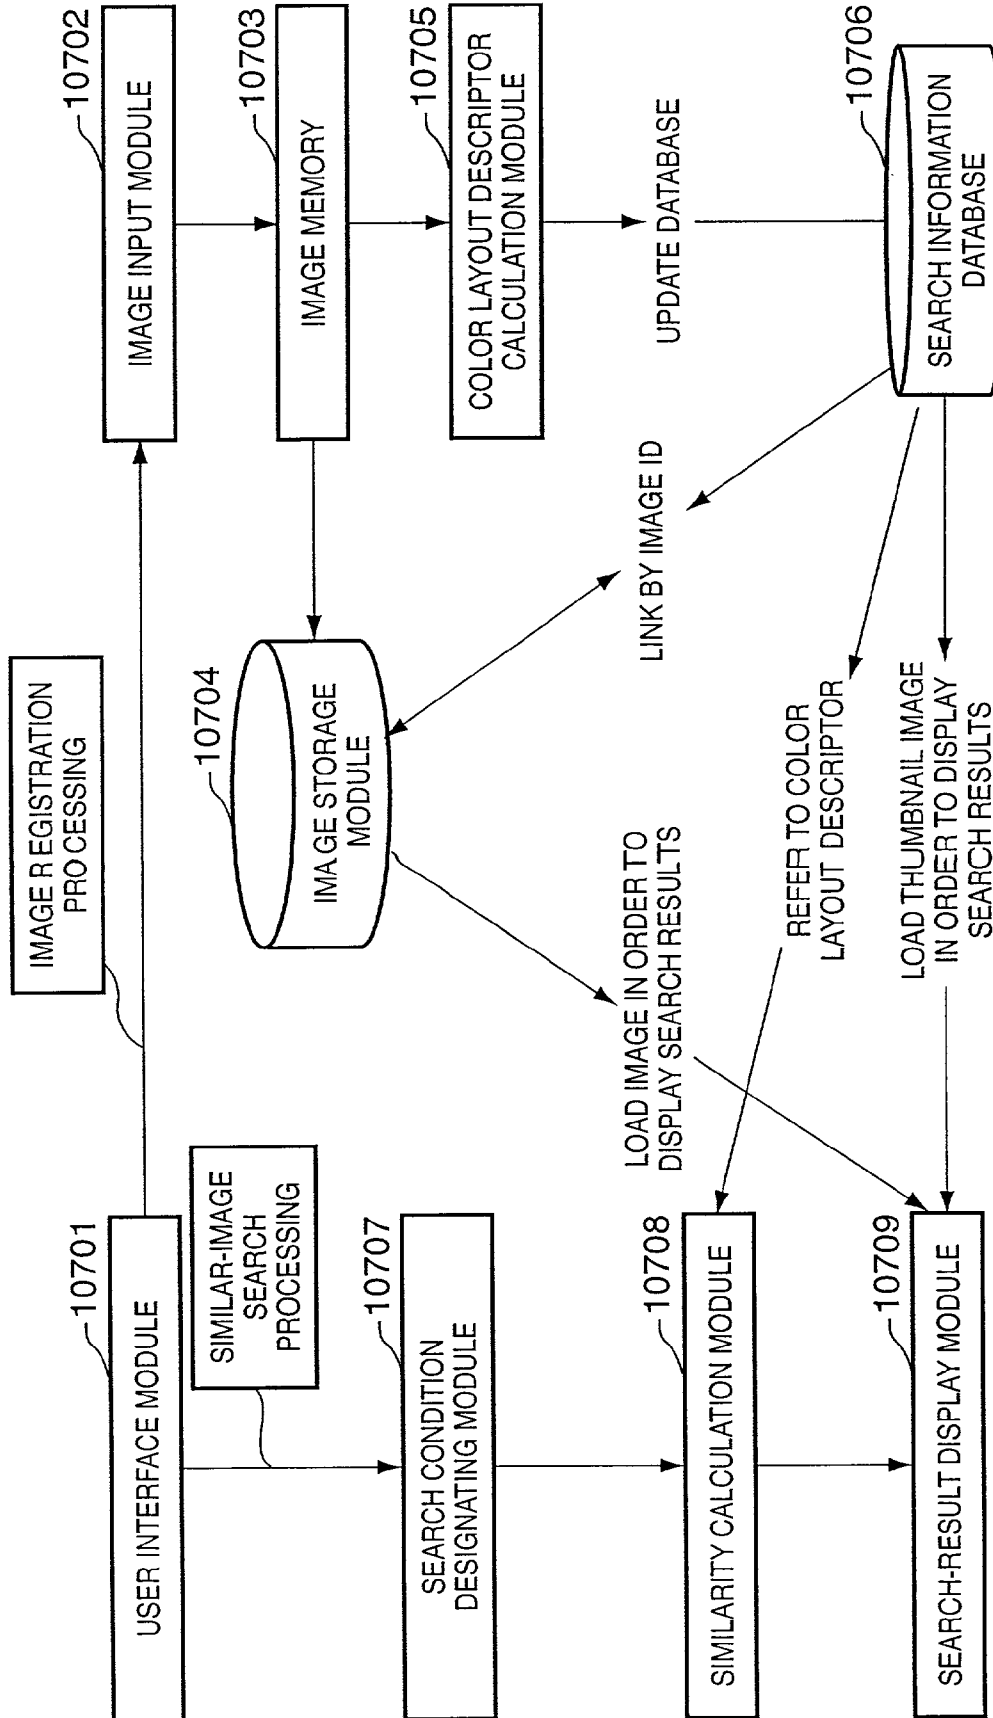 10701
USER INTERFACE MODULE
IMAGE REGISTRATION
PROCESSING
10702
IMAGE INPUT MODULE
SIMILAR-IMAGE
SEARCH
PROCESSING
10704
IMAGE STORAGE
MODULE
10703
IMAGE MEMORY
10707
SEARCH CONDITION
DESIGNATING MODULE
10705
COLOR LAYOUT DESCRIPTOR
CALCULATION MODULE
LOAD IMAGE IN ORDER TO
DISPLAY SEARCH RESULTS
LINK BY IMAGE ID
UPDATE DATABASE
10708
SIMILARITY CALCULATION MODULE
REFER TO COLOR
LAYOUT DESCRIPTOR
10709
SEARCH-RESULT DISPLAY MODULE
LOAD THUMBNAIL IMAGE
IN ORDER TO DISPLAY
SEARCH RESULTS
10706
SEARCH INFORMATION
DATABASE